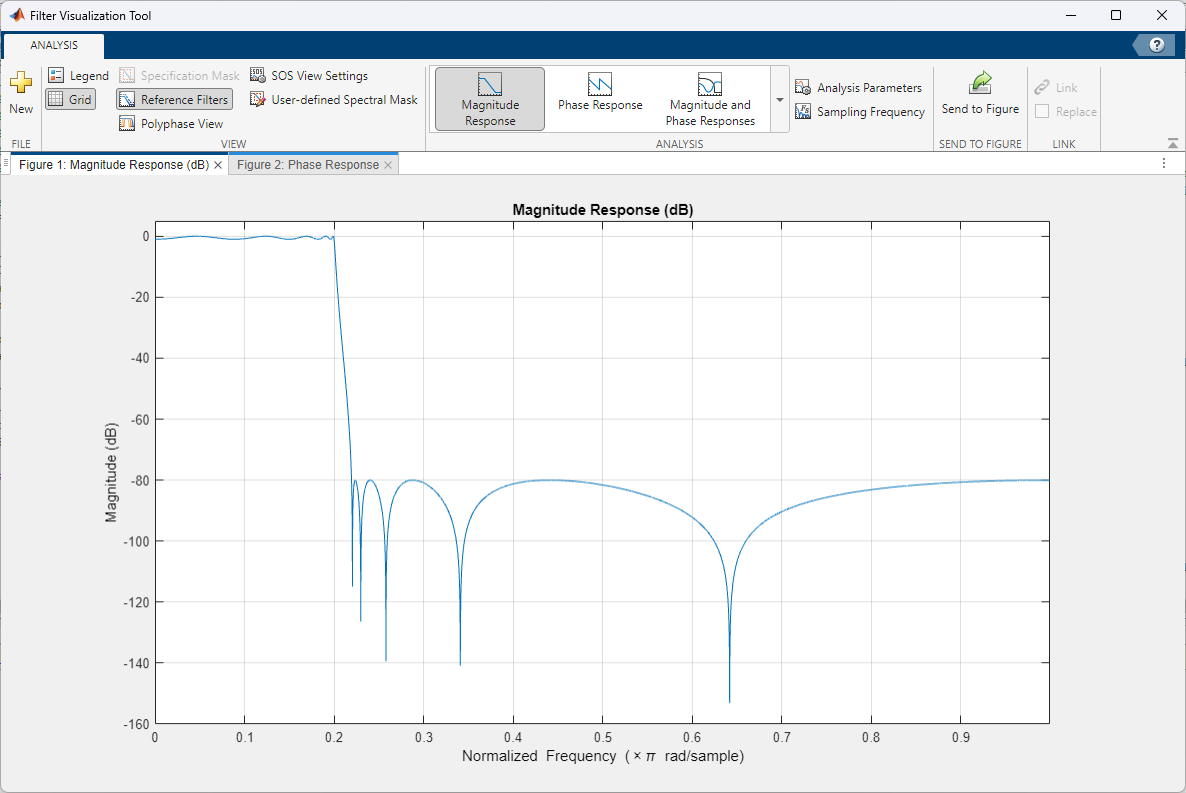 Filter Visualization Tool
ANALYSIS
?
New
FILE
Legend
Grid
Specification Mask
Reference Filters
Polyphase View
SOS View Settings
User-defined Spectral Mask
VIEW
Magnitude
Response
Phase Response
Magnitude and
Phase Responses
Analysis Parameters
Sampling Frequency
ANALYSIS
Send to Figure
SEND TO FIGURE
Link
Replace
LINK
Figure 1: Magnitude Response (dB)
Figure 2: Phase Response
Magnitude Response (dB)
Magnitude (dB)
0
-20
-40
-60
-80
-100
-120
-140
-160
0 0.1 0.2 0.3 0.4 0.5 0.6 0.7 0.8 0.9
Normalized Frequency (×π rad/sample)